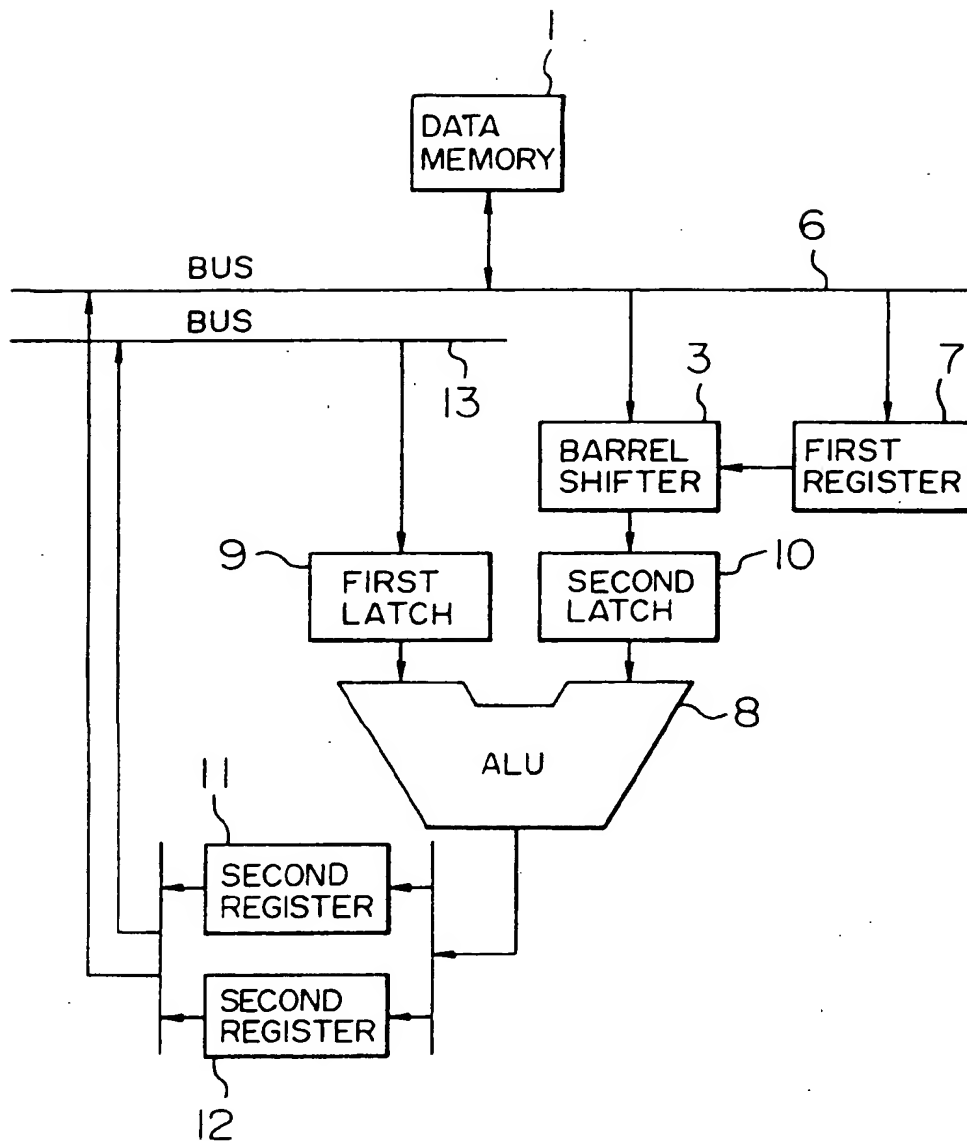 1
DATA
MEMORY
BUS
6
BUS
13
3
7
BARREL
SHIFTER
FIRST
REGISTER
9
10
FIRST
LATCH
SECOND
LATCH
8
ALU
11
SECOND
REGISTER
SECOND
REGISTER
12